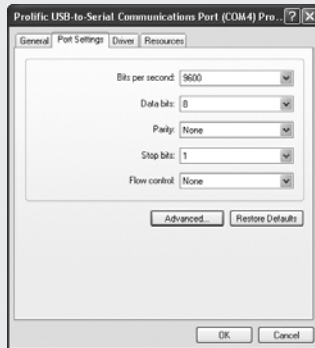 Prolific USB-to-Serial Communications Port (COM4) Pro...
General Port Settings Driver Resources
Bits per second: 9600
Data bits: 8
Parity: None
Stop bits: 1
Flow control: None
Advanced... Restore Defaults
OK Cancel